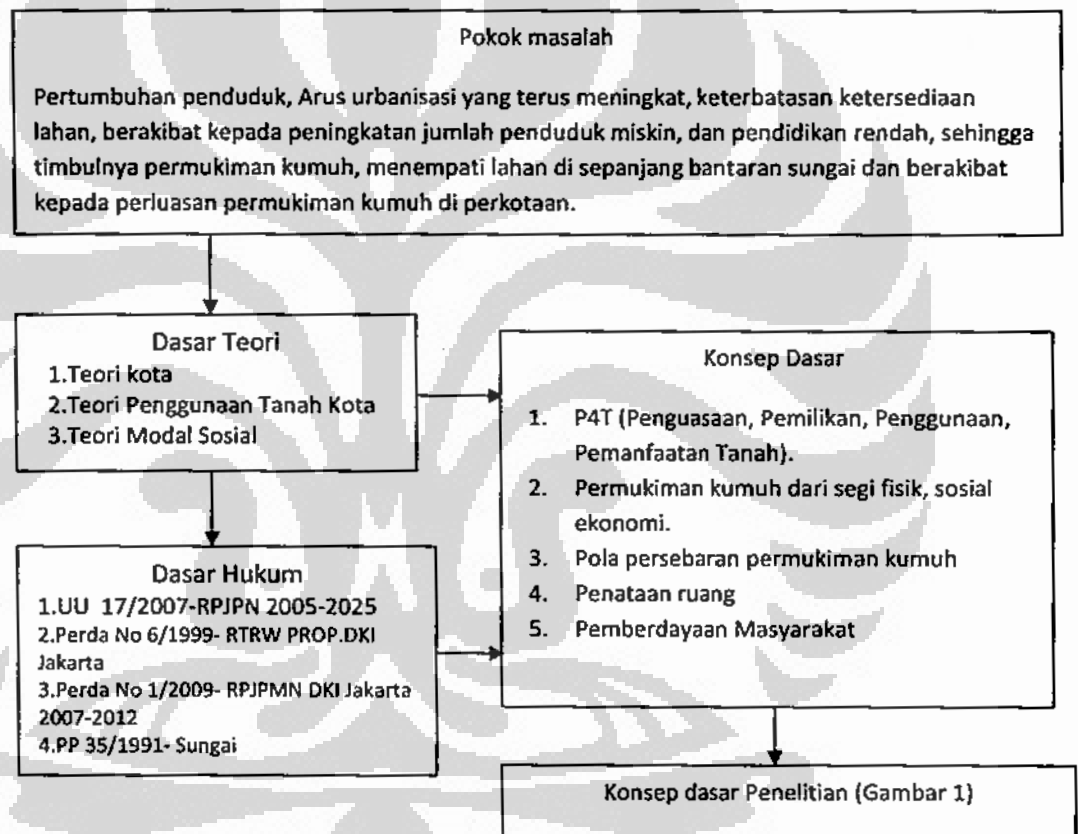 Pokok masalah
Pertumbuhan penduduk, Arus urbanisasi yang terus meningkat, keterbatasan ketersediaan
lahan, berakibat kepada peningkatan jumlah penduduk miskin, dan pendidikan rendah, sehingga
timbulnya permukiman kumuh, menempati lahan di sepanjang bantaran sungai dan berakibat
kepada perluasan permukiman kumuh di perkotaan.
Dasar Teori
1.Teori kota
2.Teori Penggunaan Tanah Kota
3.Teori Modal Sosial
Konsep Dasar
1. P4T (Penguasaan, Pemilikan, Penggunaan,
Pemanfaatan Tanah).
2. Permukiman kumuh dari segi fisik, sosial
ekonomi.
3. Pola persebaran permukiman kumuh
4. Penataan ruang
5. Pemberdayaan Masyarakat
Dasar Hukum
1.UU 17/2007-RPJPN 2005-2025
2.Perda No 6/1999- RTRW PROP.DKI
Jakarta
3.Perda No 1/2009- RPJPMN DKI Jakarta
2007-2012
4.PP 35/1991- Sungai
Konsep dasar Penelitian (Gambar 1)